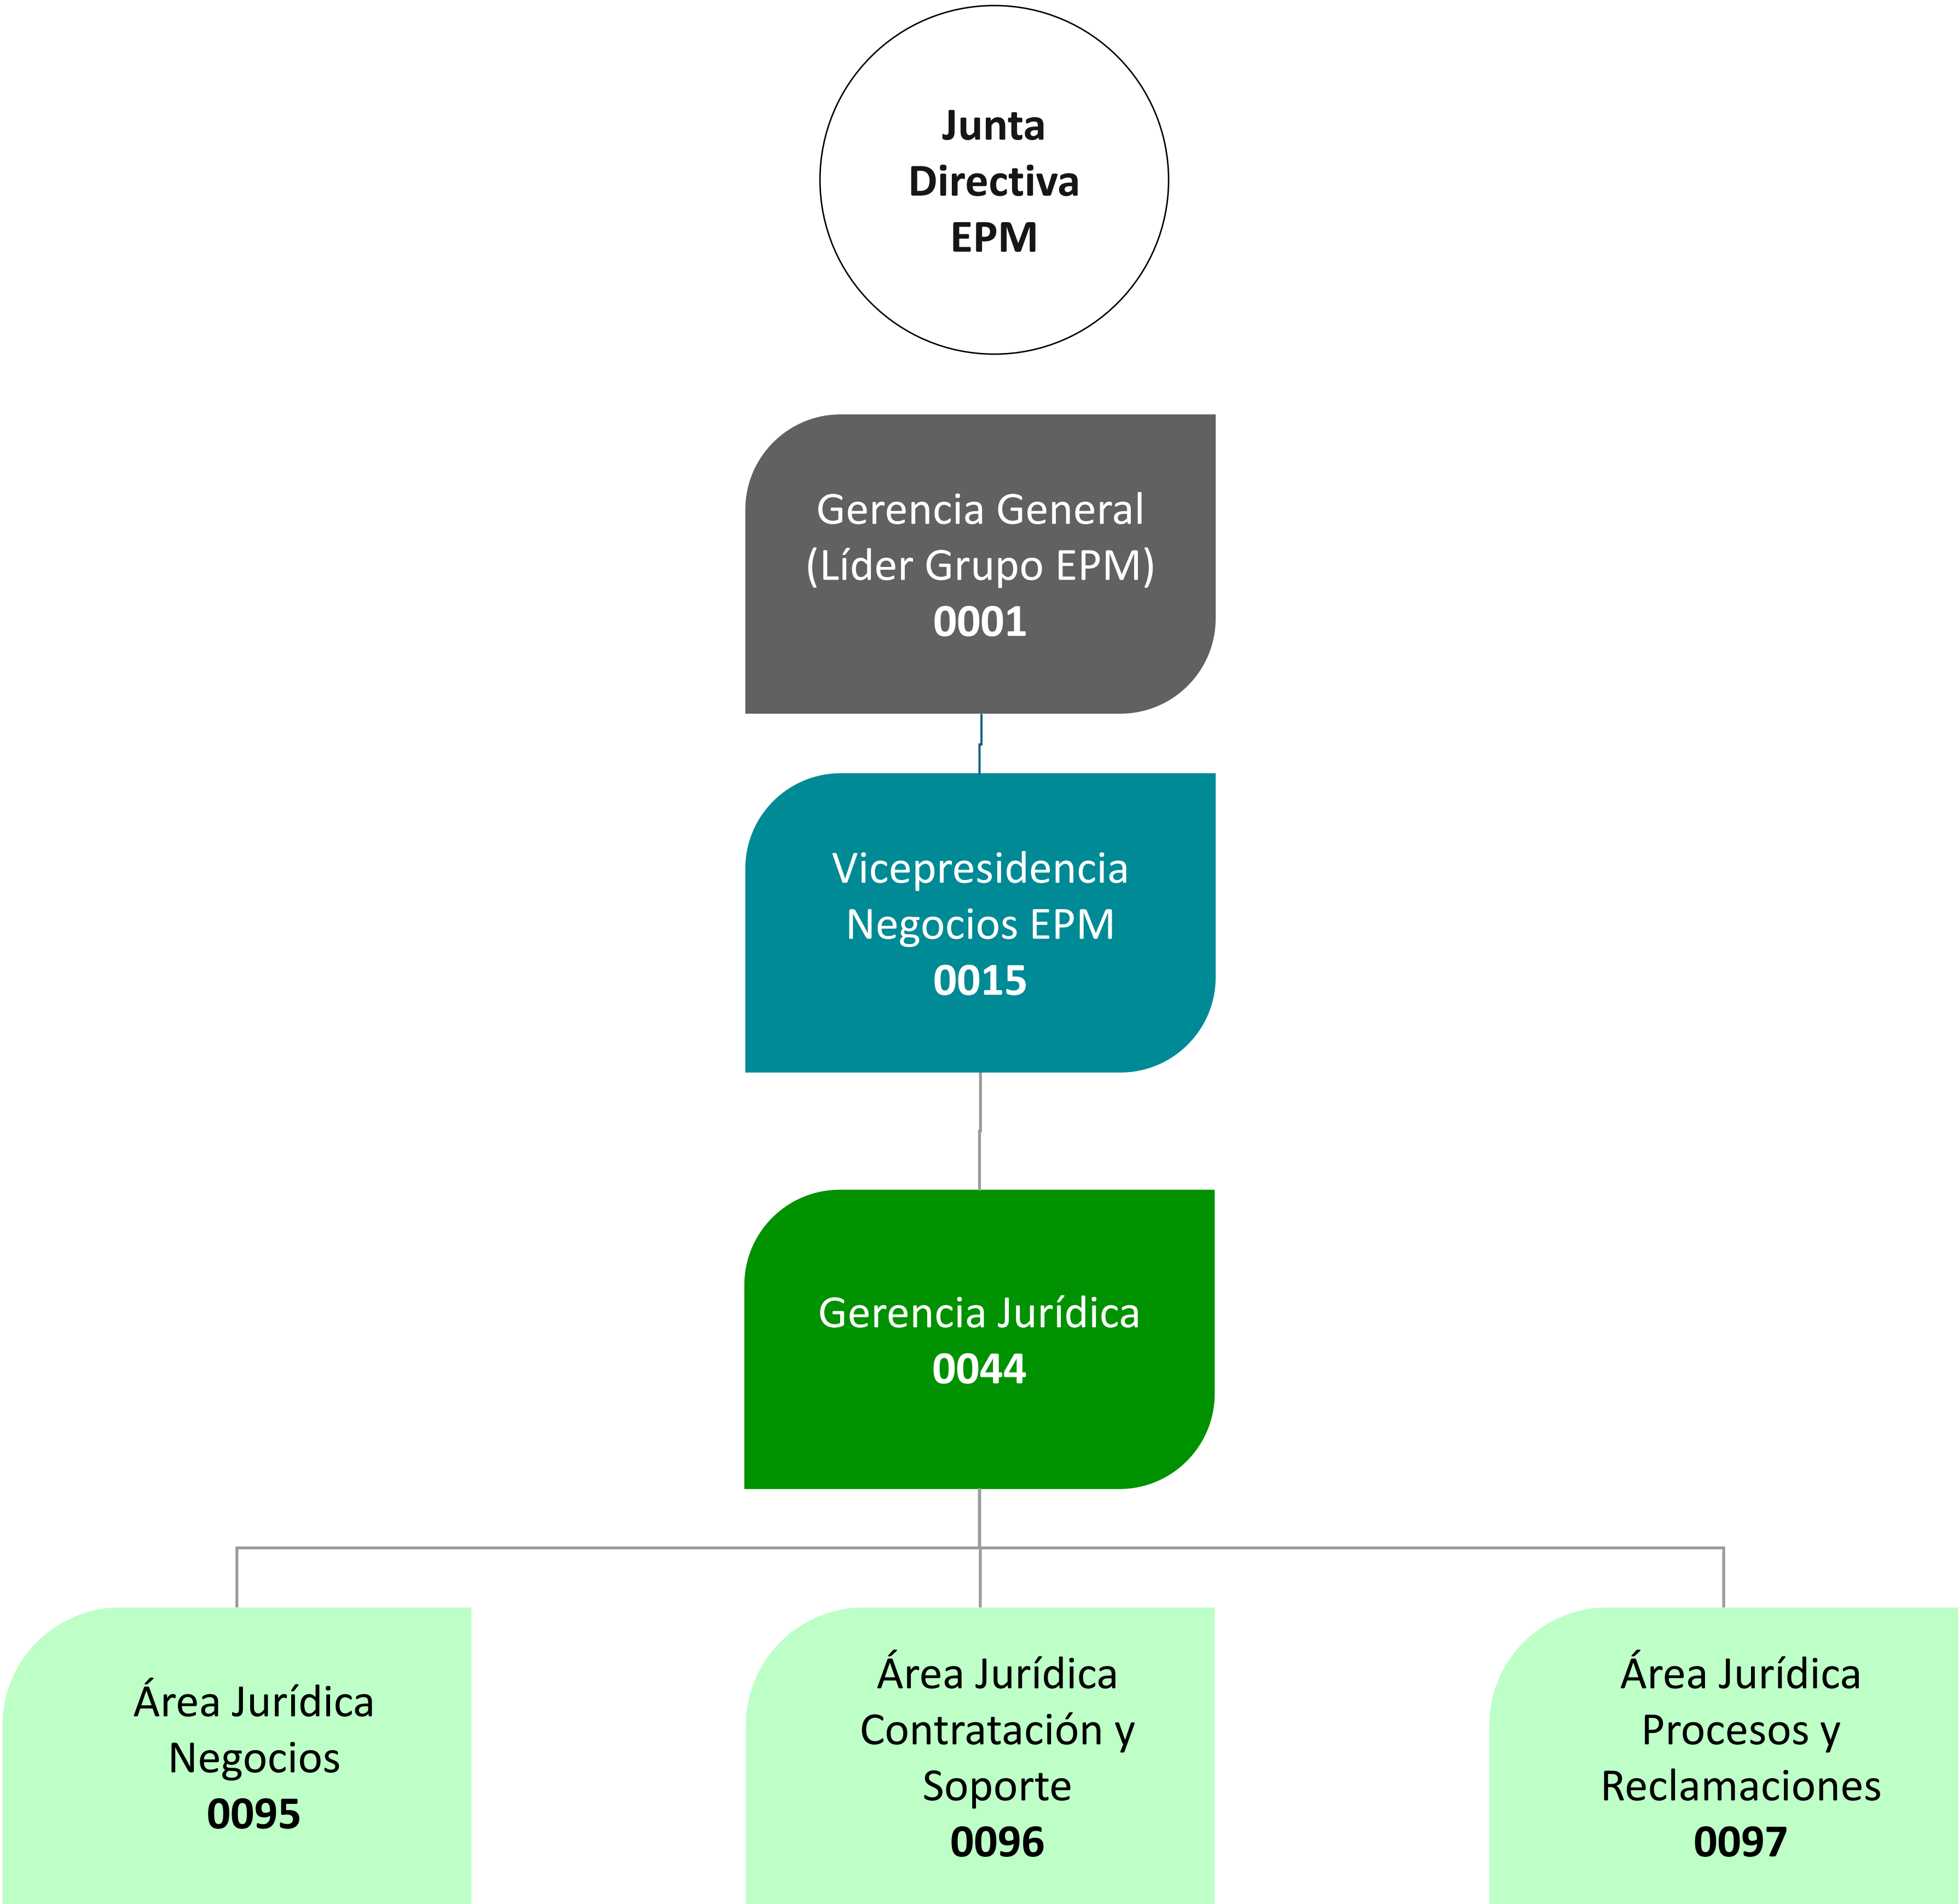 Junta
Directiva
EPM
Gerencia General
(Líder Grupo EPM)
0001
Vicepresidencia
Negocios EPM
0015
Gerencia Jurídica
0044
Área Jurídica
Negocios
0095
Área Jurídica
Contratación y
Soporte
0096
Área Jurídica
Procesos y
Reclamaciones
0097